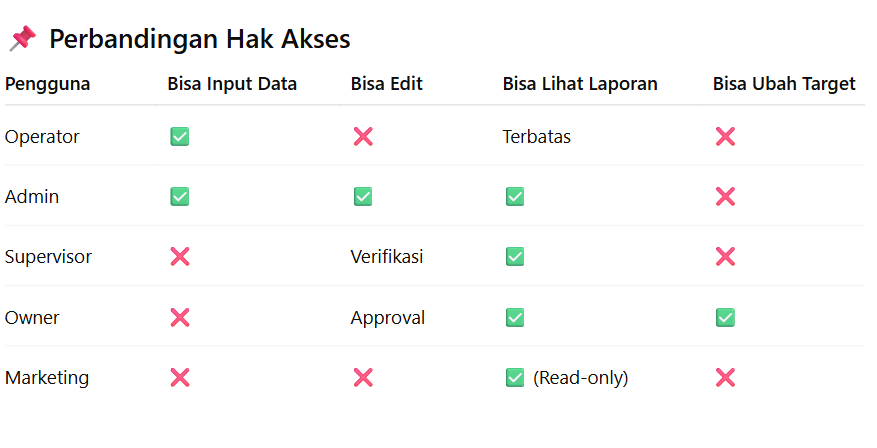 📌 Perbandingan Hak Akses
Pengguna Bisa Input Data Bisa Edit Bisa Lihat Laporan Bisa Ubah Target
Operator ✅ ❌ Terbatas ❌
Admin ✅ ✅ ✅ ❌
Supervisor ❌ Verifikasi ✅ ❌
Owner ❌ Approval ✅ ✅
Marketing ❌ ❌ ✅ (Read-only) ❌